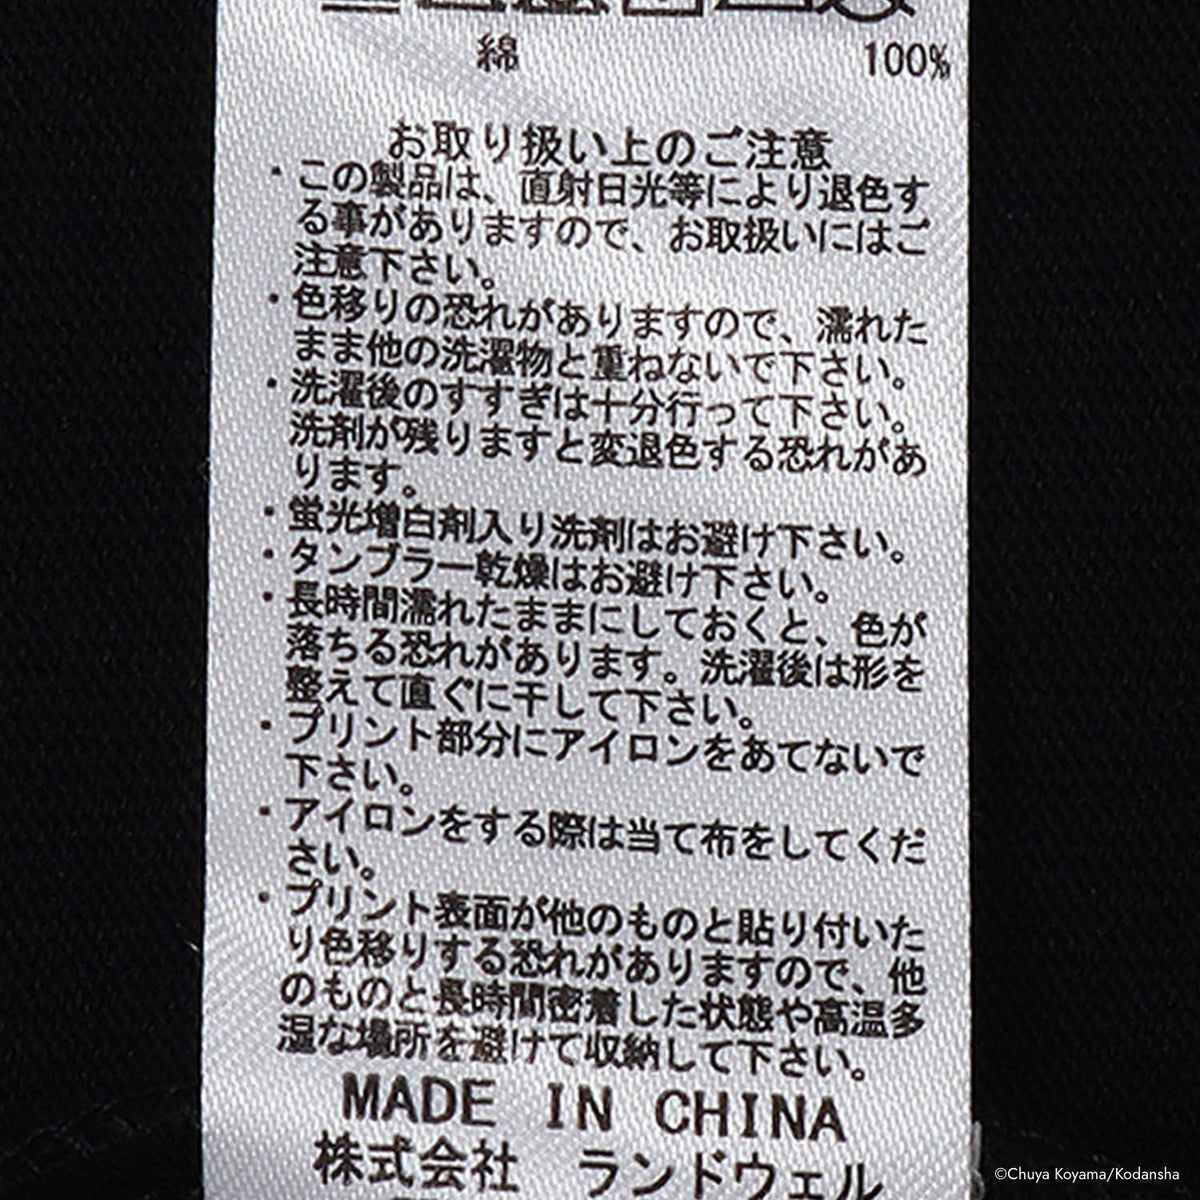 綿 100%
お取り扱い上のご注意
・この製品は、直射日光等により退色す
る事がありますので、お取扱いにはご
注意下さい。
・色移りの恐れがありますので、濡れた
まま他の洗濯物と重ねないで下さい。
・洗濯後のすすぎは十分行って下さい。
洗剤が残りますと変退色する恐れがあ
ります。
・蛍光増白剤入り洗剤はお避け下さい。
・タンブラー乾燥はお避け下さい。
・長時間濡れたままにしておくと、色が
落ちる恐れがあります。洗濯後は形を
整えて直ぐに干して下さい。
・プリント部分にアイロンをあてないで
下さい。
・アイロンをする際は当て布をしてくだ
さい。
・プリント表面が他のものと貼り付いた
り色移りする恐れがありますので、他
のものと長時間密着した状態や高温多
湿な場所を避けて収納して下さい。
MADE IN CHINA
株式会社 ランドウェル
©Chuya Koyama/Kodansha